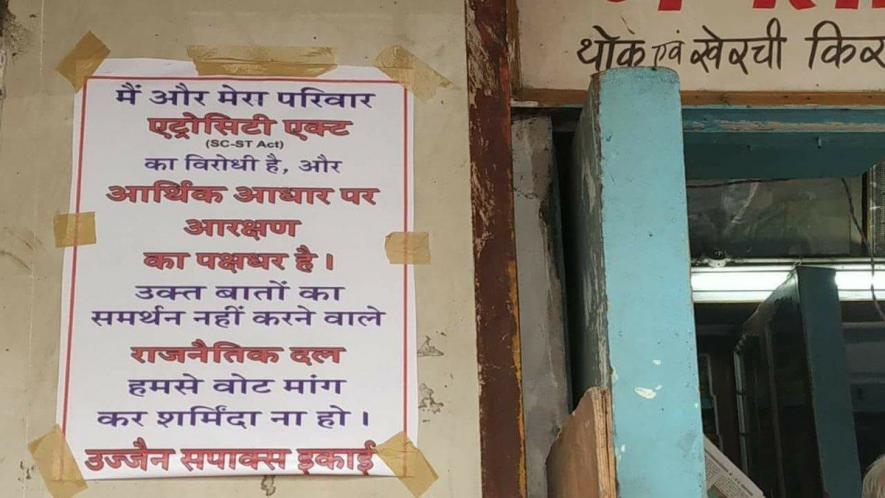 मैं और मेरा परिवार
एट्रोसिटी एक्ट
(SC-ST Act)
का विरोधी है, और
आर्थिक आधार पर
आरक्षण
का पक्षधर है।
उक्त बातों का
समर्थन नहीं करने वाले
राजनैतिक दल
हमसे वोट मांग
कर शर्मिंदा ना हो।
उज्जैन सपाक्स इकाई
थोक एवं खेरची